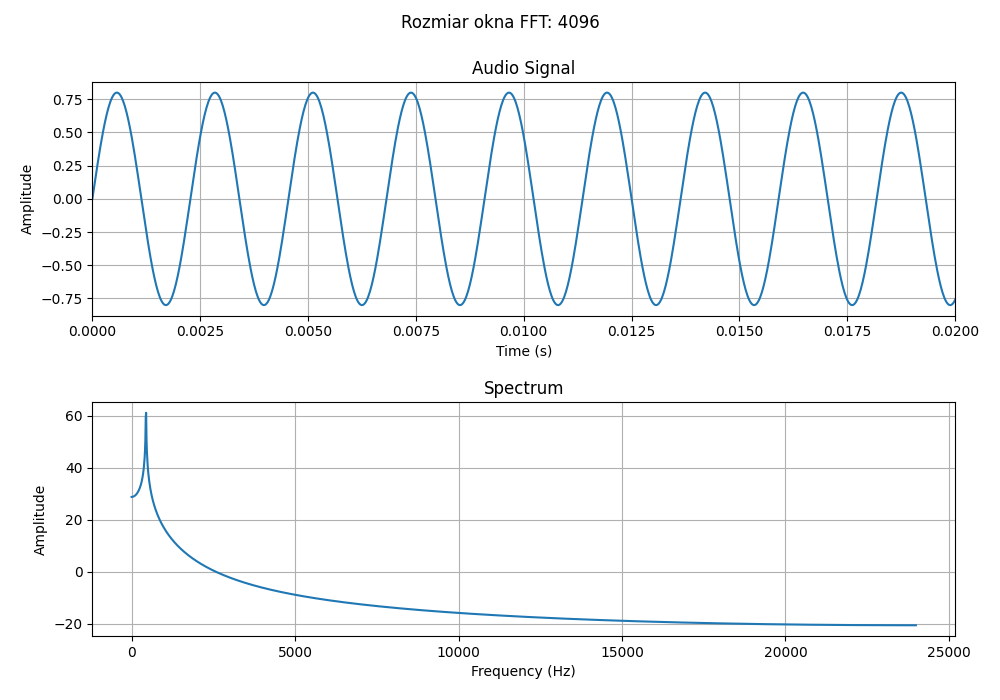 Rozmiar okna FFT: 4096
Audio Signal
0.75
0.50
0.25
0.00
−0.25
−0.50
−0.75
Amplitude
0.0000 0.0025 0.0050 0.0075 0.0100 0.0125 0.0150 0.0175 0.0200
Time (s)
Spectrum
60
40
20
0
−20
Amplitude
0 5000 10000 15000 20000 25000
Frequency (Hz)